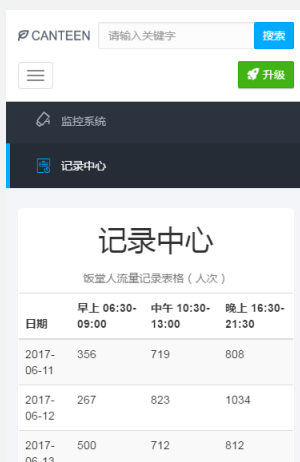 CANTEEN 请输入关键字 搜索
升级
监控系统
记录中心
记录中心
饭堂人流量记录表格（人次）
日期 早上 06:30-09:00 中午 10:30-13:00 晚上 16:30-21:30
2017-06-11 356 719 808
2017-06-12 267 823 1034
2017-06-13 500 712 812